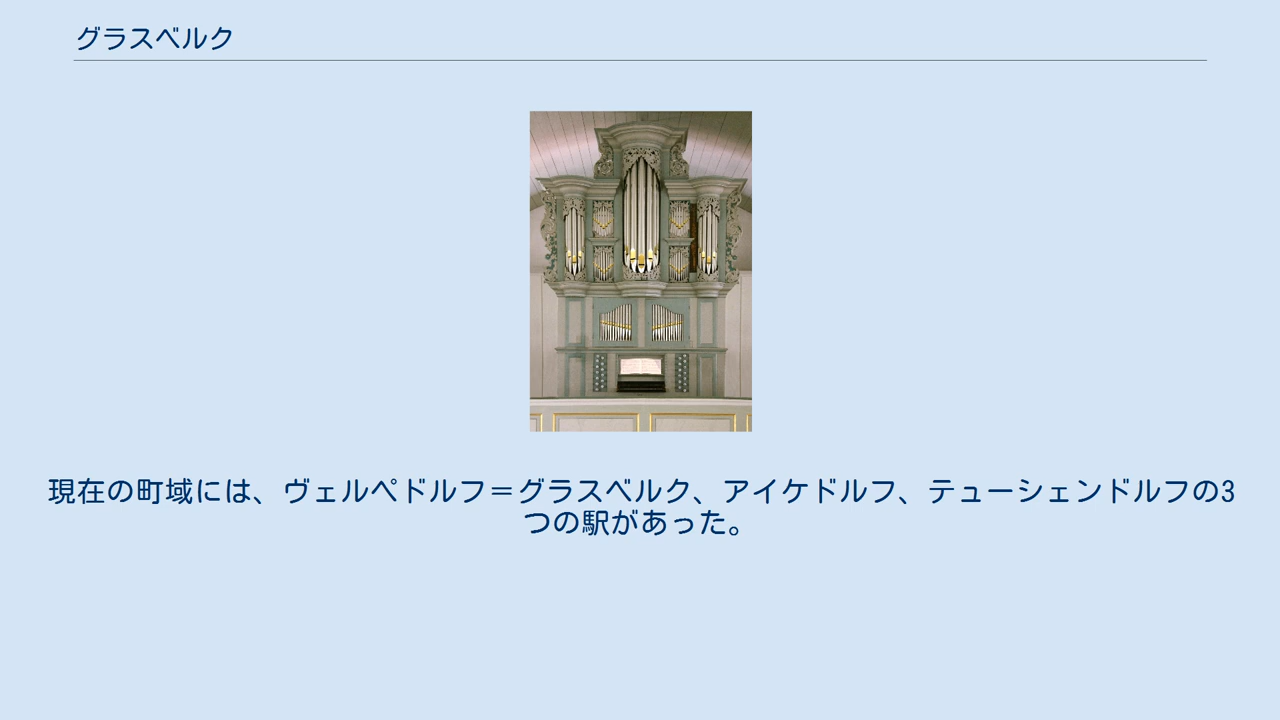 グラスベルク
現在の町域には、ヴェルペドルフ＝グラスベルク、アイケドルフ、テューシェンドルフの3
つの駅があった。